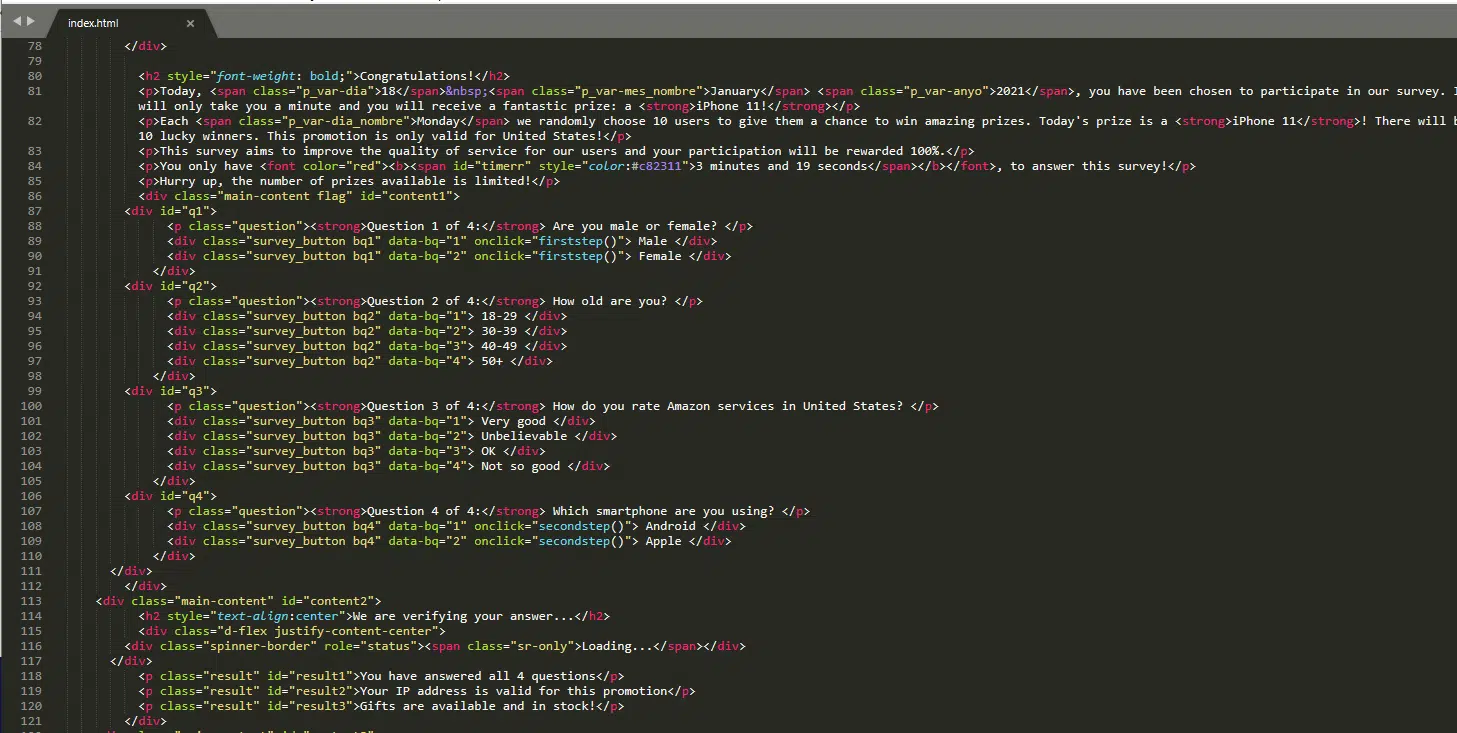 index.html
78 </div>
79
80 <h2 style="font-weight: bold;">Congratulations!</h2>
81 <p>Today, <span class="p_var-dia">18</span>&nbsp;<span class="p_var-mes_nombre">January</span> <span class="p_var-anyo">2021</span>, you have been chosen to participate in our survey.
will only take you a minute and you will receive a fantastic prize: a <strong>iPhone 11!</strong></p>
82 <p>Each <span class="p_var-dia_nombre">Monday</span> we randomly choose 10 users to give them a chance to win amazing prizes. Today's prize is a <strong>iPhone 11</strong>! There will
10 lucky winners. This promotion is only valid for United States!</p>
83 <p>This survey aims to improve the quality of service for our users and your participation will be rewarded 100%.</p>
84 <p>You only have <font color="red"><b><span id="timerr" style="color:#c82311">3 minutes and 19 seconds</span></b></font>, to answer this survey!</p>
85 <p>Hurry up, the number of prizes available is limited!</p>
86 <div class="main-content flag" id="content1">
87 <div id="q1">
88 <p class="question"><strong>Question 1 of 4:</strong> Are you male or female? </p>
89 <div class="survey_button bq1" data-bq="1" onclick="firststep()"> Male </div>
90 <div class="survey_button bq1" data-bq="2" onclick="firststep()"> Female </div>
91 </div>
92 <div id="q2">
93 <p class="question"><strong>Question 2 of 4:</strong> How old are you? </p>
94 <div class="survey_button bq2" data-bq="1"> 18-29 </div>
95 <div class="survey_button bq2" data-bq="2"> 30-39 </div>
96 <div class="survey_button bq2" data-bq="3"> 40-49 </div>
97 <div class="survey_button bq2" data-bq="4"> 50+ </div>
98 </div>
99 <div id="q3">
100 <p class="question"><strong>Question 3 of 4:</strong> How do you rate Amazon services in United States? </p>
101 <div class="survey_button bq3" data-bq="1"> Very good </div>
102 <div class="survey_button bq3" data-bq="2"> Unbelievable </div>
103 <div class="survey_button bq3" data-bq="3"> OK </div>
104 <div class="survey_button bq3" data-bq="4"> Not so good </div>
105 </div>
106 <div id="q4">
107 <p class="question"><strong>Question 4 of 4:</strong> Which smartphone are you using? </p>
108 <div class="survey_button bq4" data-bq="1" onclick="secondstep()"> Android </div>
109 <div class="survey_button bq4" data-bq="2" onclick="secondstep()"> Apple </div>
110 </div>
111 </div>
112 </div>
113 <div class="main-content" id="content2">
114 <h2 style="text-align:center">We are verifying your answer...</h2>
115 <div class="d-flex justify-content-center">
116 <div class="spinner-border" role="status"><span class="sr-only">Loading...</span></div>
117 </div>
118 <p class="result" id="result1">You have answered all 4 questions</p>
119 <p class="result" id="result2">Your IP address is valid for this promotion</p>
120 <p class="result" id="result3">Gifts are available and in stock!</p>
121 </div>